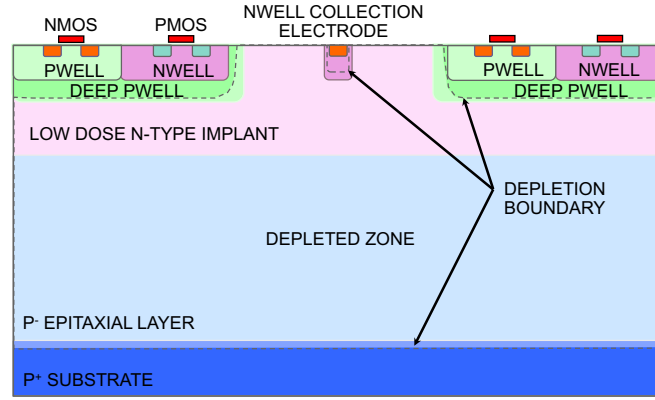 NWELL COLLECTION
ELECTRODE
NMOS
PMOS
PWELL
NWELL
DEEP PWELL
PWELL
NWELL
DEEP PWELL
LOW DOSE N-TYPE IMPLANT
DEPLETION
BOUNDARY
DEPLETED ZONE
P- EPITAXIAL LAYER
P+ SUBSTRATE